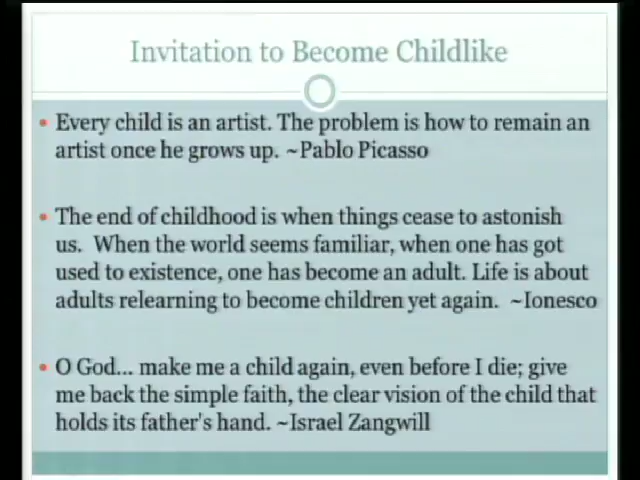 Invitation to Become Childlike
• Every child is an artist. The problem is how to remain an
artist once he grows up. ~Pablo Picasso
• The end of childhood is when things cease to astonish
us.  When the world seems familiar, when one has got
used to existence, one has become an adult. Life is about
adults relearning to become children yet again.  ~Ionesco
• O God... make me a child again, even before I die; give
me back the simple faith, the clear vision of the child that
holds its father's hand. ~Israel Zangwill